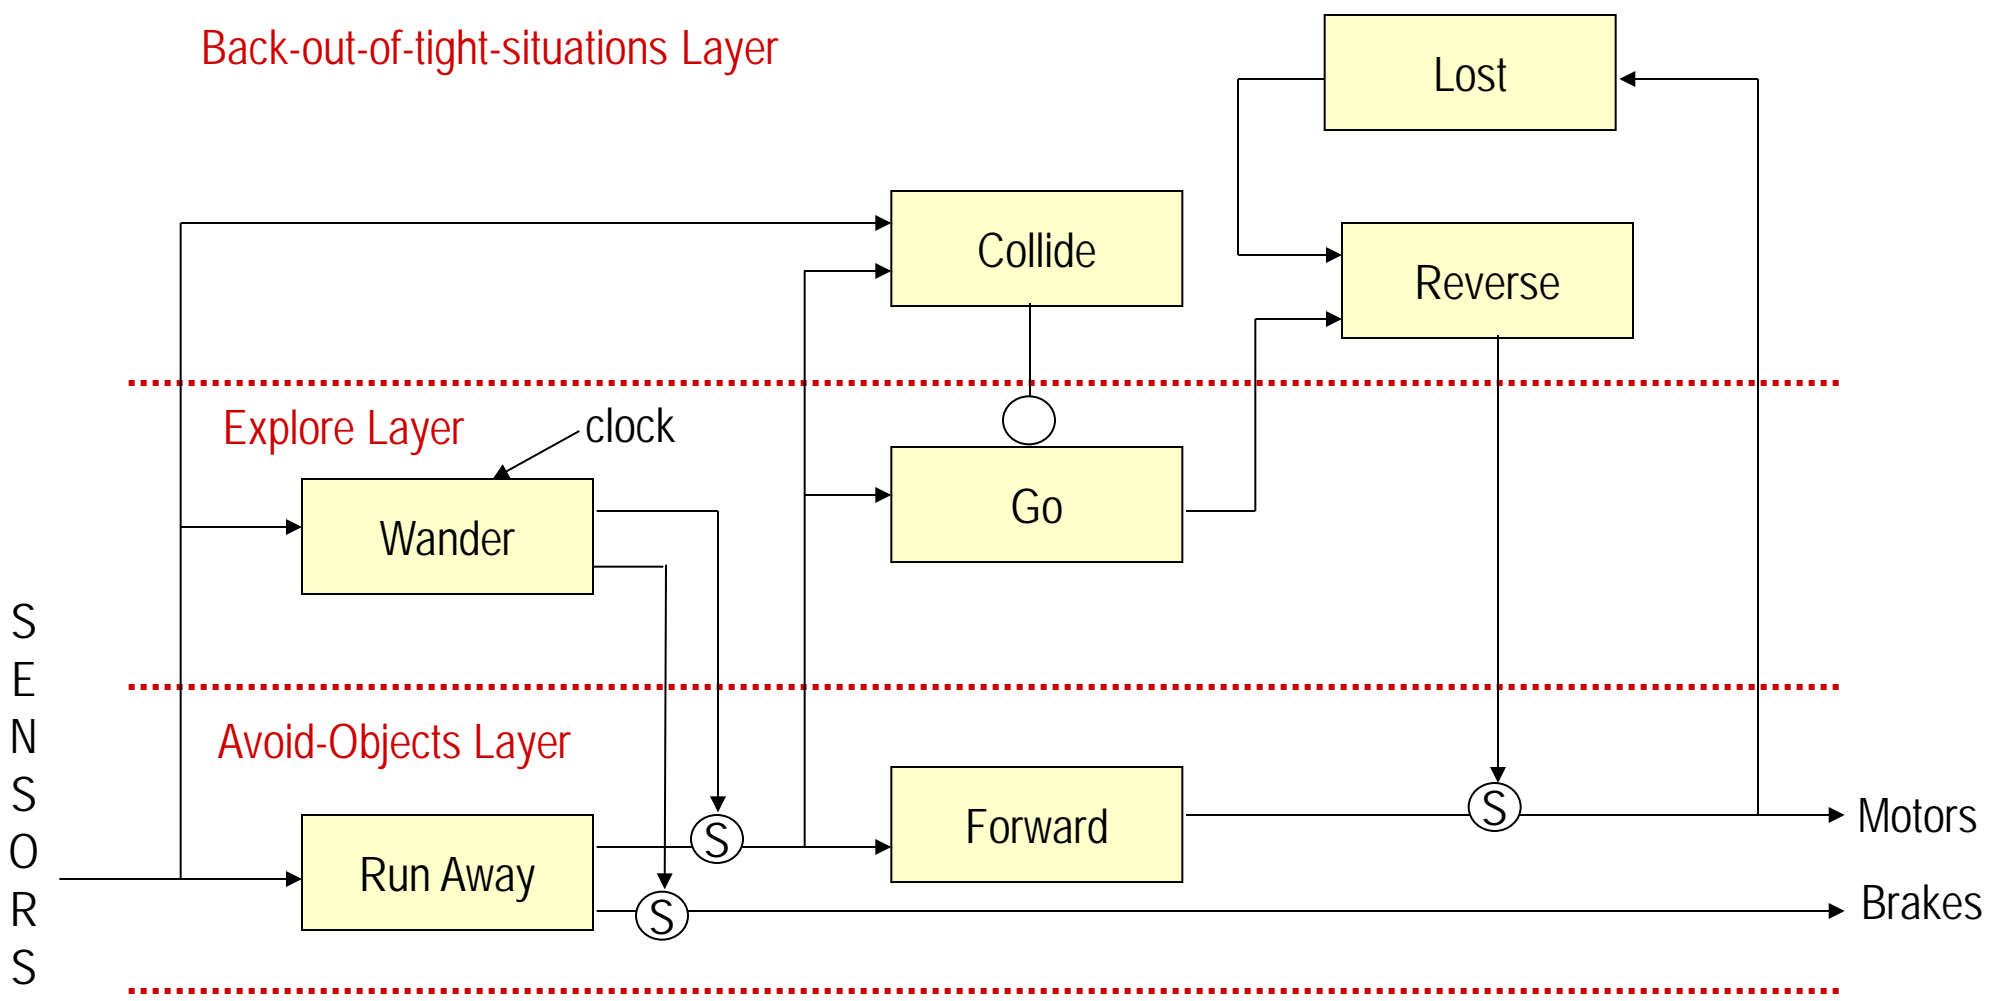 Back-out-of-tight-situations Layer
Lost
Collide
Reverse
Explore Layer
clock
Wander
Go
SENSORS
Avoid-Objects Layer
Forward
Run Away
S
S
S
Motors
Brakes